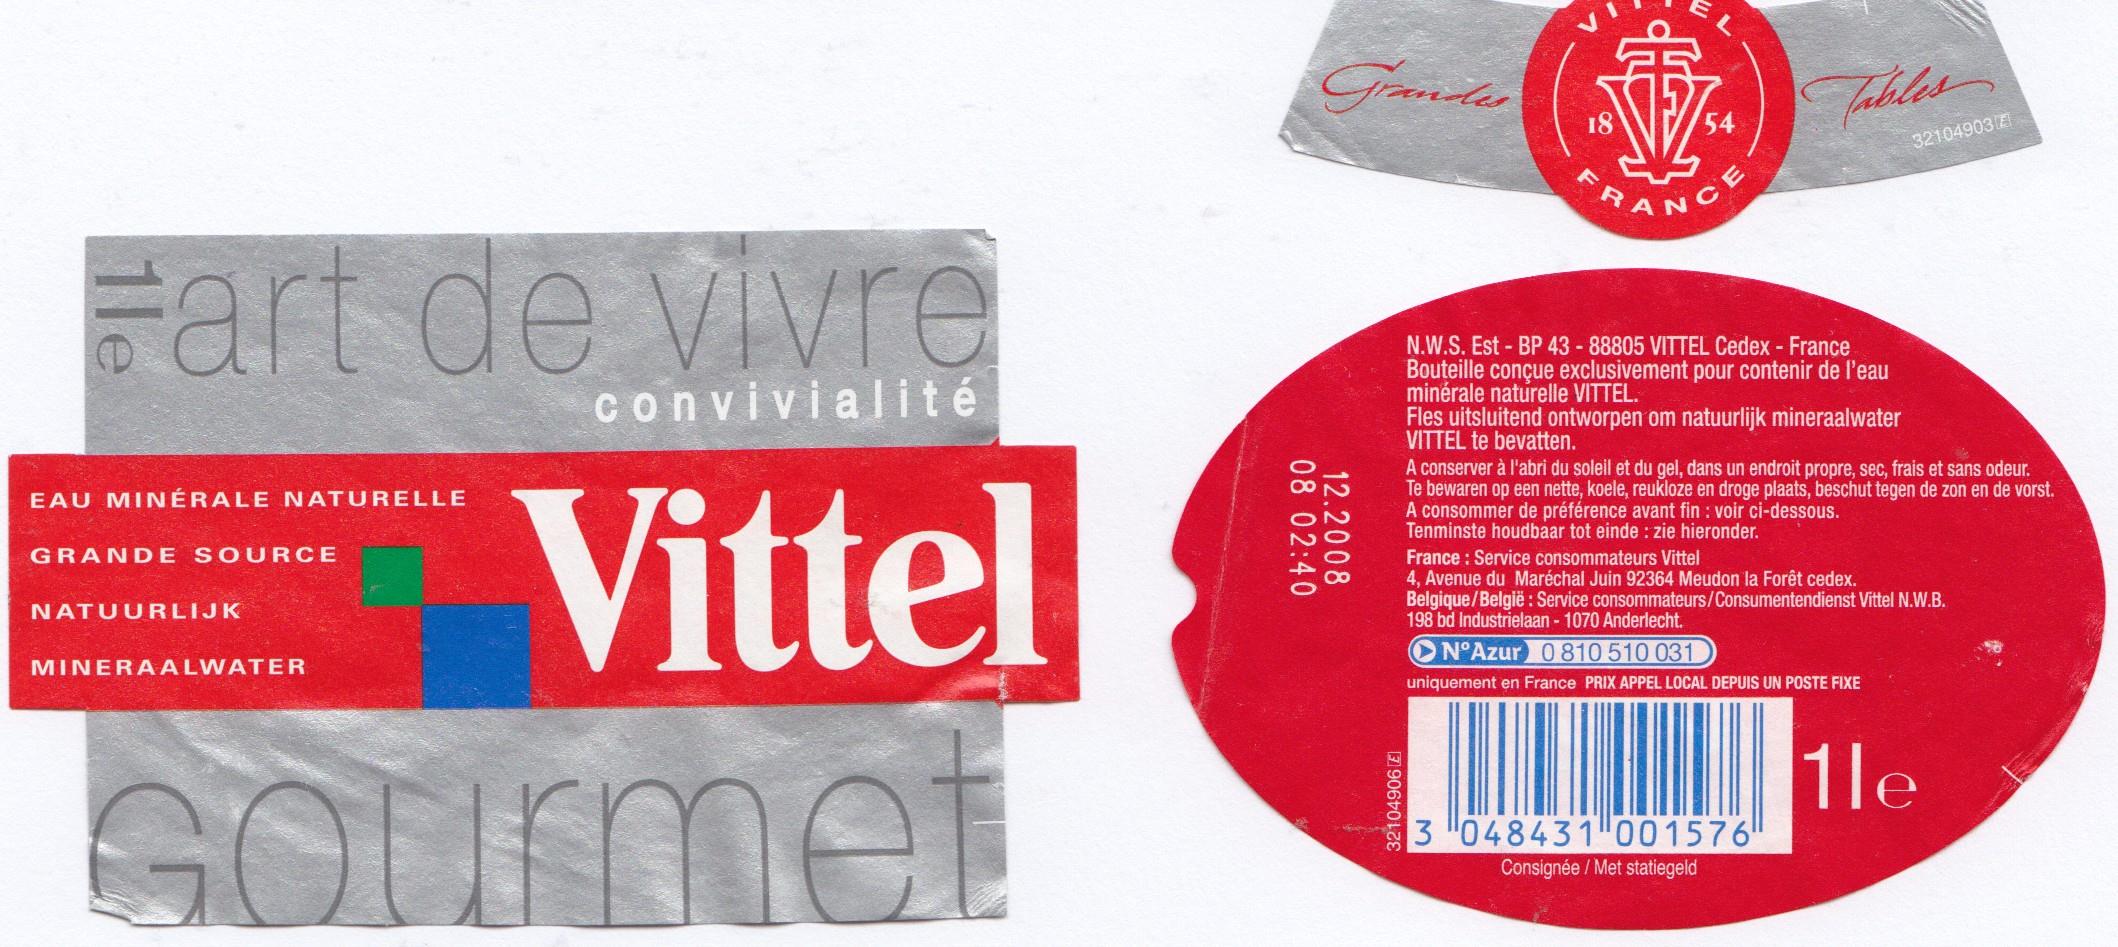 1l e
art de vivre
convivialité
EAU MINÉRALE NATURELLE
GRANDE SOURCE
NATUURLIJK
MINERAALWATER
Vittel
Gourmet
VITTEL
Grandes
18 54
Tables
FRANCE
32104903 E
N.W.S. Est - BP 43 - 88805 VITTEL Cedex - France
Bouteille conçue exclusivement pour contenir de l'eau
minérale naturelle VITTEL.
Fles uitsluitend ontworpen om natuurlijk mineraalwater
VITTEL te bevatten.
A conserver à l'abri du soleil et du gel, dans un endroit propre, sec, frais et sans odeur.
Te bewaren op een nette, koele, reukloze en droge plaats, beschut tegen de zon en de vorst.
A consommer de préférence avant fin : voir ci-dessous.
Tenminste houdbaar tot einde : zie hieronder.
France : Service consommateurs Vittel
4, Avenue du Maréchal Juin 92364 Meudon la Forêt cedex.
Belgique/België : Service consommateurs/Consumentendienst Vittel N.W.B.
198 bd Industrielaan - 1070 Anderlecht.
N°Azur 0 810 510 031
uniquement en France PRIX APPEL LOCAL DEPUIS UN POSTE FIXE
12.2008
08 02:40
32104906 E
3 048431 001576
1l e
Consignée / Met statiegeld